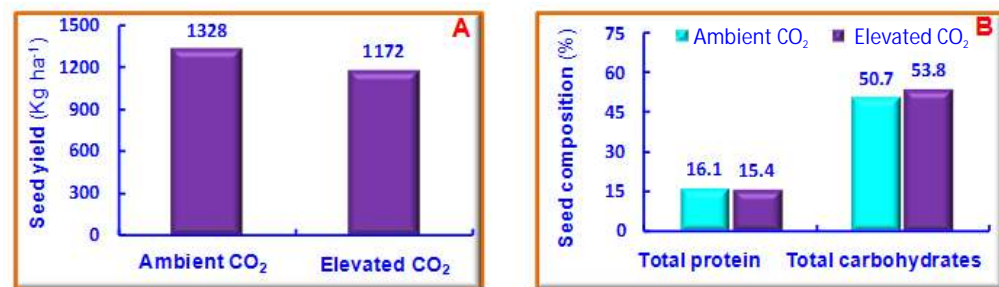 A
Seed yield (Kg ha⁻¹)
1500
1200
900
600
300
0
1328
1172
Ambient CO₂
Elevated CO₂
B
Ambient CO₂
Elevated CO₂
Seed composition (%)
75
60
45
30
15
0
16.1
15.4
50.7
53.8
Total protein
Total carbohydrates